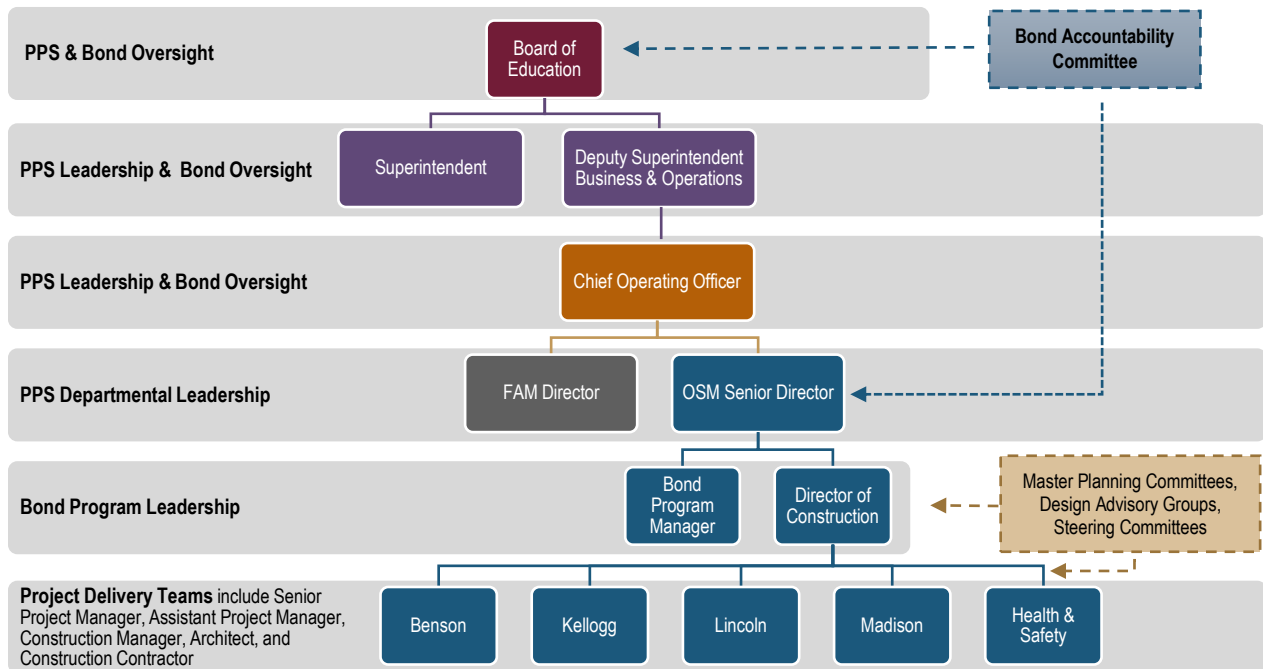 PPS & Bond Oversight
Board of
Education
Bond Accountability
Committee
PPS Leadership & Bond Oversight
Superintendent
Deputy Superintendent
Business & Operations
PPS Leadership & Bond Oversight
Chief Operating Officer
PPS Departmental Leadership
FAM Director
OSM Senior Director
Bond Program Leadership
Bond
Program
Manager
Director of
Construction
Master Planning Committees,
Design Advisory Groups,
Steering Committees
Project Delivery Teams include Senior
Project Manager, Assistant Project Manager,
Construction Manager, Architect, and
Construction Contractor
Benson
Kellogg
Lincoln
Madison
Health &
Safety